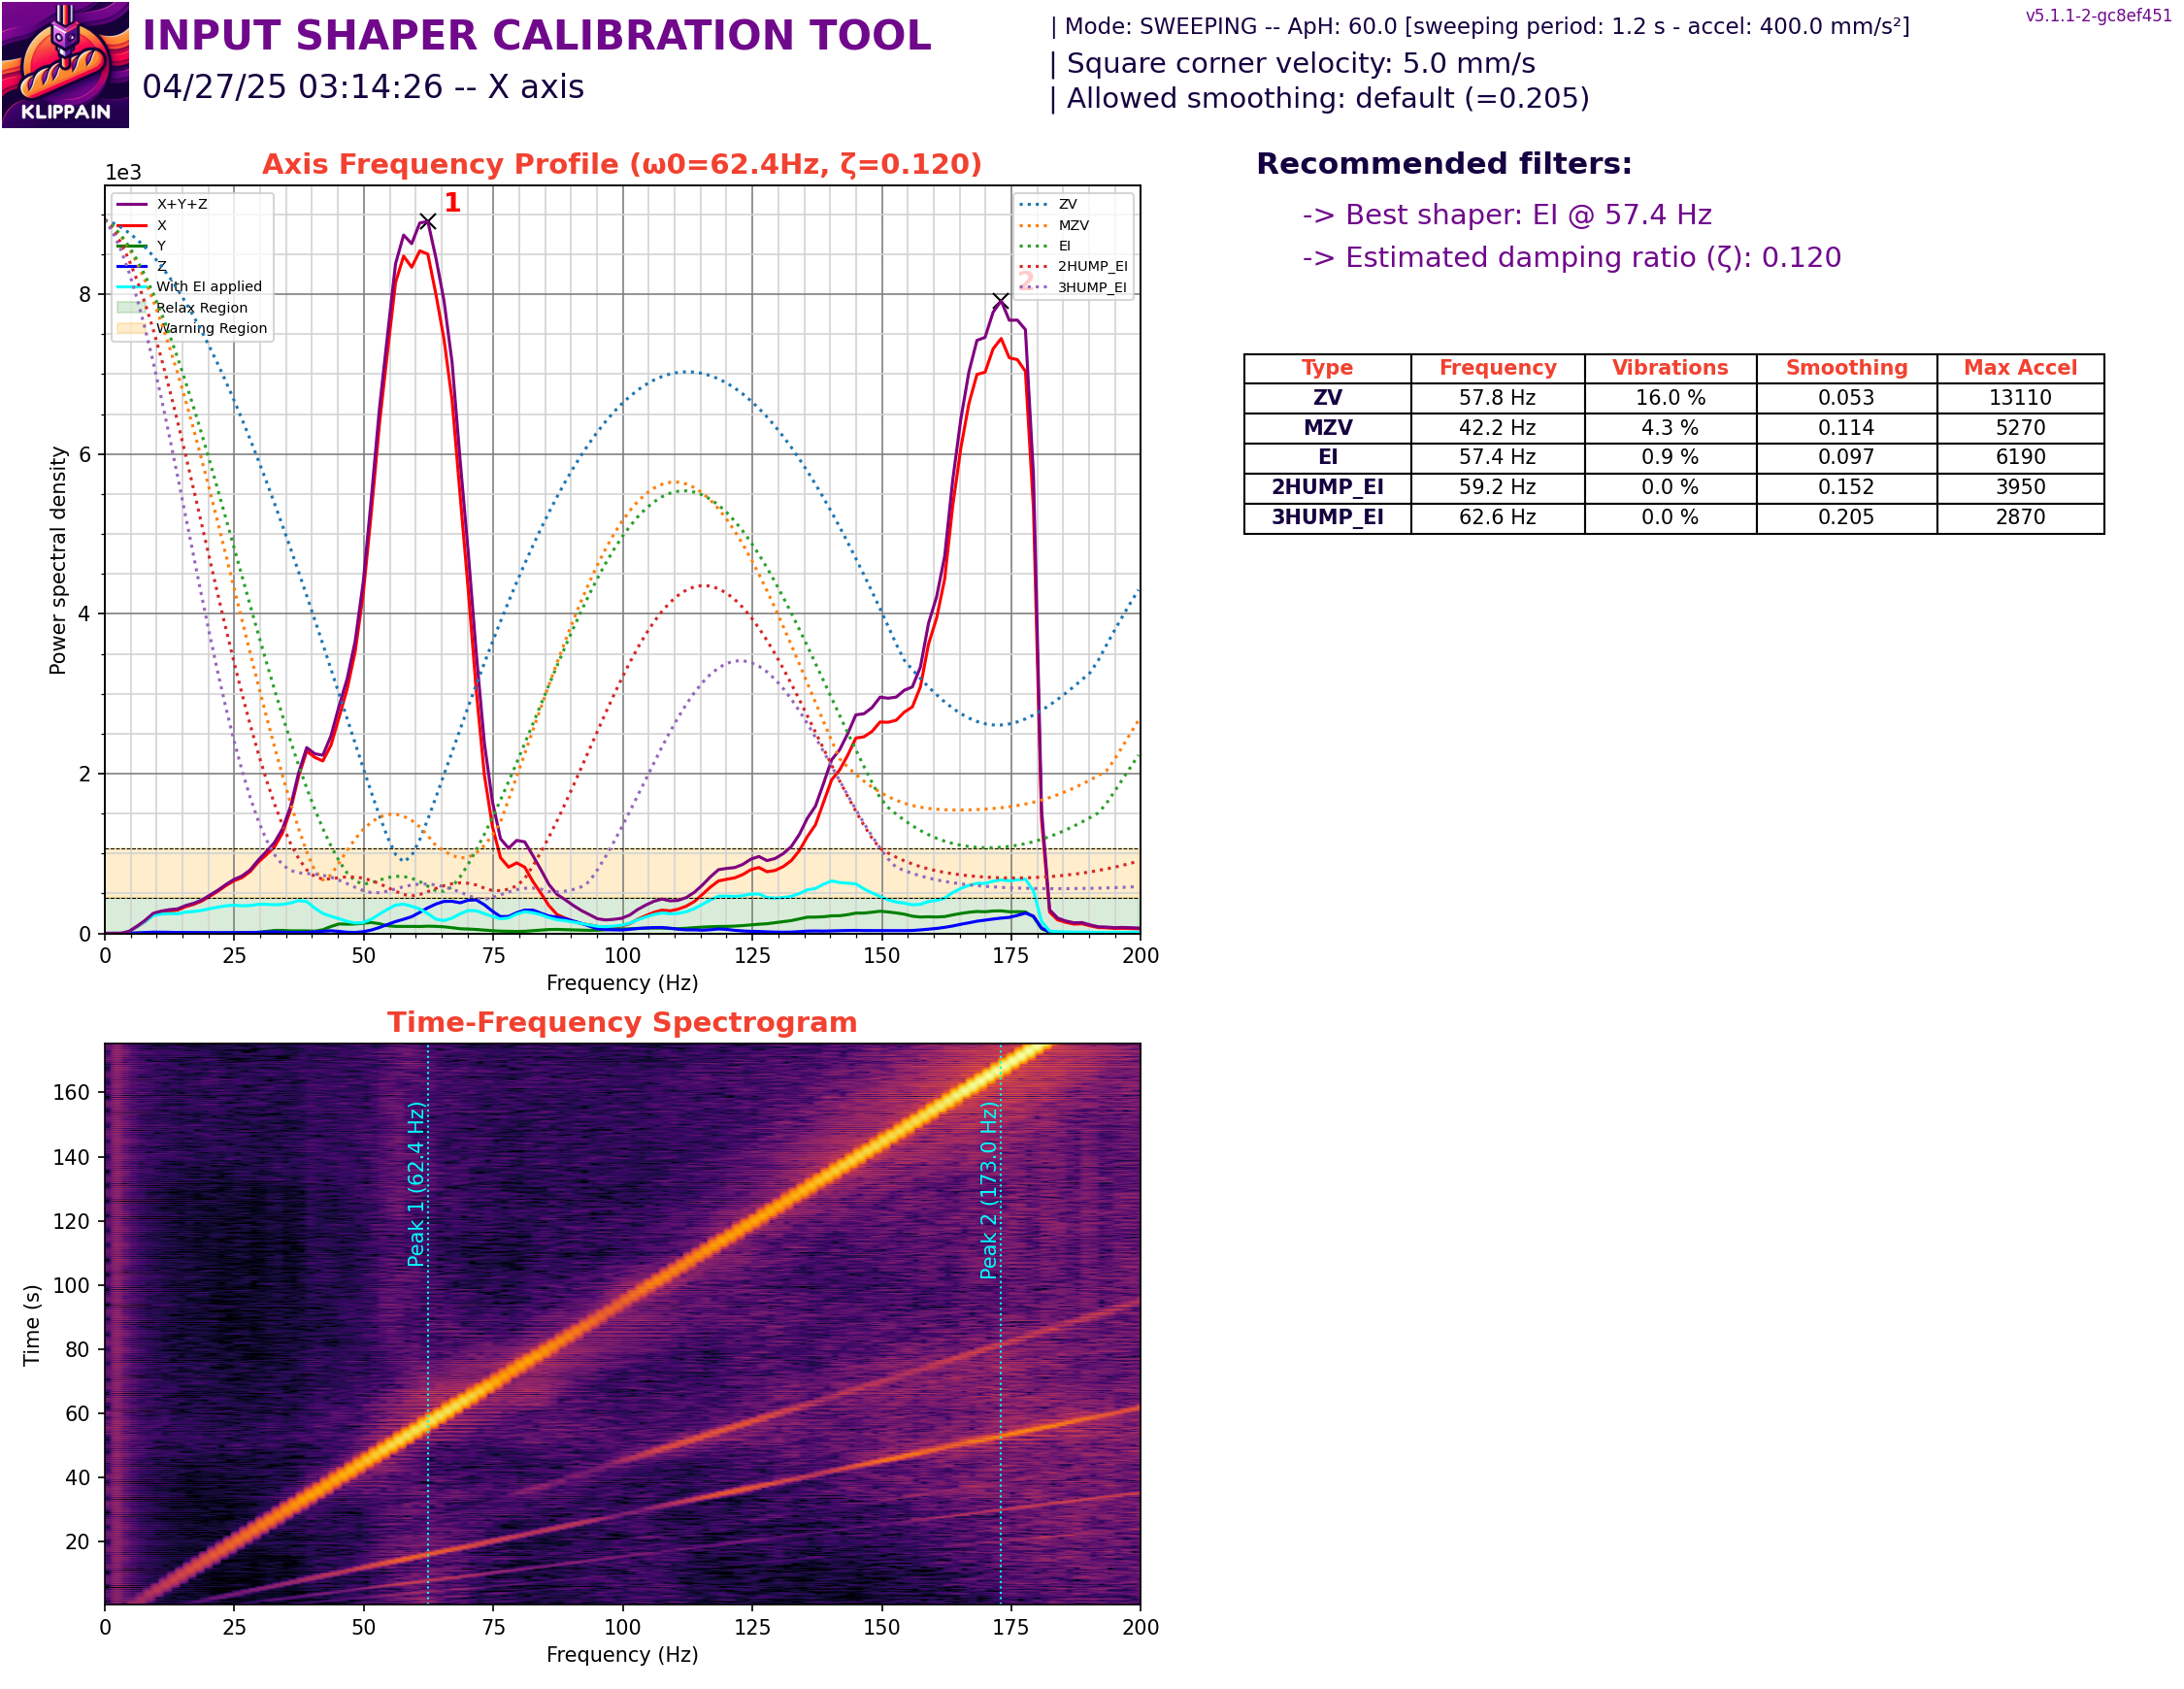 KLIPPAIN
INPUT SHAPER CALIBRATION TOOL
04/27/25 03:14:26 -- X axis
| Mode: SWEEPING -- ApH: 60.0 [sweeping period: 1.2 s - accel: 400.0 mm/s²]
| Square corner velocity: 5.0 mm/s
| Allowed smoothing: default (=0.205)
v5.1.1-2-gc8ef451
Axis Frequency Profile (ω0=62.4Hz, ζ=0.120)
1e3
X+Y+Z
X
Y
Z
With EI applied
Relax Region
Warning Region
1
2
ZV
MZV
EI
2HUMP_EI
3HUMP_EI
8
6
4
2
0
Power spectral density
0 25 50 75 100 125 150 175 200
Frequency (Hz)
Recommended filters:
-> Best shaper: EI @ 57.4 Hz
-> Estimated damping ratio (ζ): 0.120
Type Frequency Vibrations Smoothing Max Accel
ZV 57.8 Hz 16.0 % 0.053 13110
MZV 42.2 Hz 4.3 % 0.114 5270
EI 57.4 Hz 0.9 % 0.097 6190
2HUMP_EI 59.2 Hz 0.0 % 0.152 3950
3HUMP_EI 62.6 Hz 0.0 % 0.205 2870
Time-Frequency Spectrogram
160
140
120
100
80
60
40
20
Time (s)
Peak 1 (62.4 Hz)
Peak 2 (173.0 Hz)
0 25 50 75 100 125 150 175 200
Frequency (Hz)